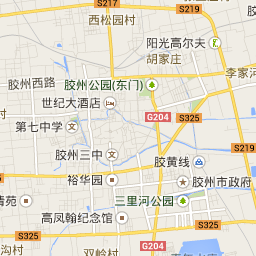 S217
S219
西松园村
阳光高尔夫
胡家庄
胶州西路
胶州公园(东门)
李家河
世纪大酒店
G204
S325
第七中学
S219
胶州三中
胶黄线
S325
裕华园
胶州市政府
清苑
三里河公园
高凤翰纪念馆
S325
沟村
双岭村
G204